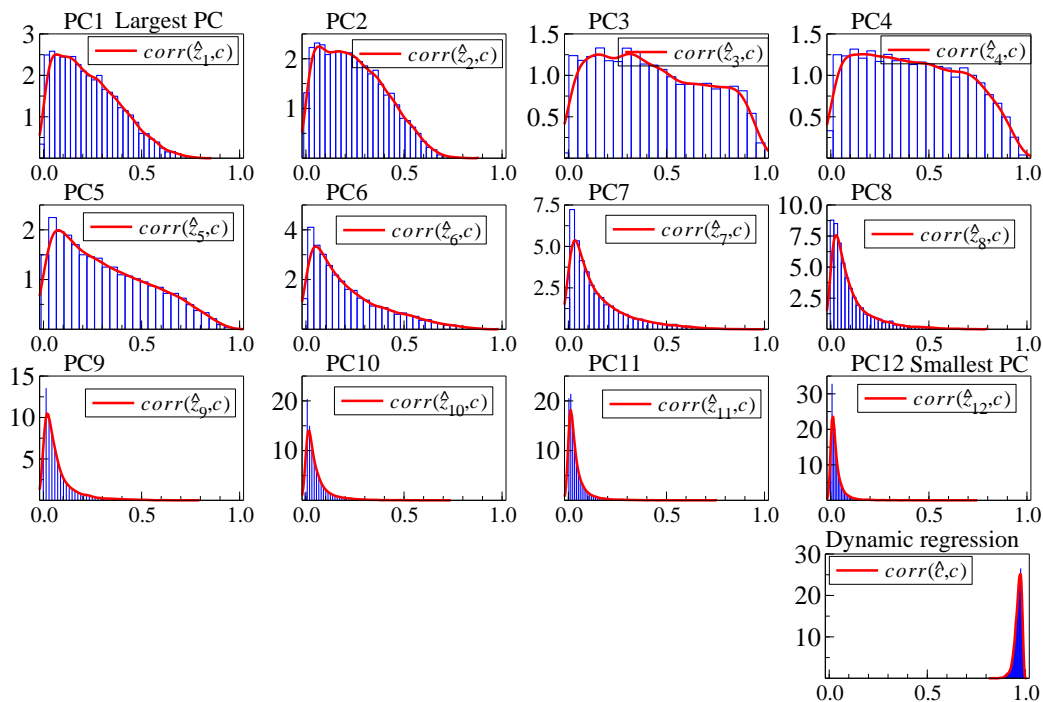 PC1 Largest PC
3
2
1
corr(ẑ1,c)
0.0 0.5 1.0
PC2
2
1
corr(ẑ2,c)
0.0 0.5 1.0
PC3
1.5
1.0
0.5
corr(ẑ3,c)
0.0 0.5 1.0
PC4
1.5
1.0
0.5
corr(ẑ4,c)
0.0 0.5 1.0
PC5
2
1
corr(ẑ5,c)
0.0 0.5 1.0
PC6
4
2
corr(ẑ6,c)
0.0 0.5 1.0
PC7
7.5
5.0
2.5
corr(ẑ7,c)
0.0 0.5 1.0
PC8
10.0
7.5
5.0
2.5
corr(ẑ8,c)
0.0 0.5 1.0
PC9
15
10
5
corr(ẑ9,c)
0.0 0.5 1.0
PC10
20
10
corr(ẑ10,c)
0.0 0.5 1.0
PC11
20
10
corr(ẑ11,c)
0.0 0.5 1.0
PC12 Smallest PC
30
20
10
corr(ẑ12,c)
0.0 0.5 1.0
Dynamic regression
30
20
10
corr(ĉ,c)
0.0 0.5 1.0